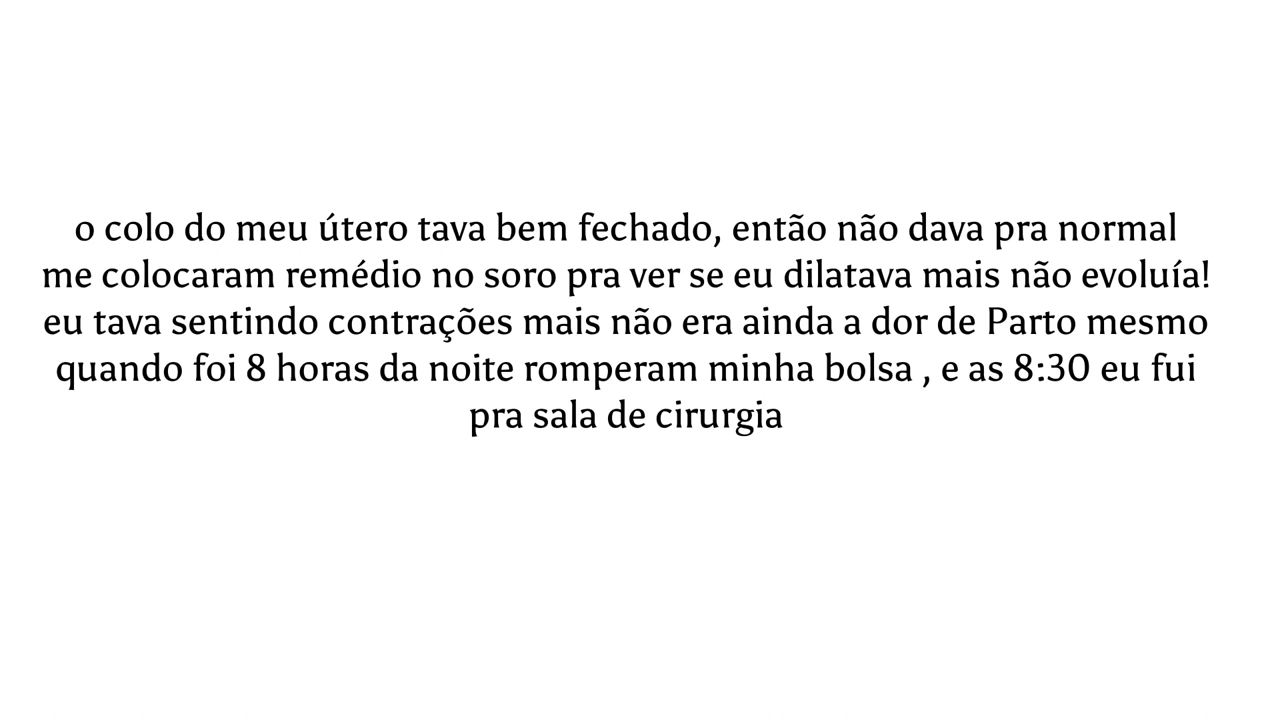 o colo do meu útero tava bem fechado, então não dava pra normal
me colocaram remédio no soro pra ver se eu dilatava mais não evoluía!
eu tava sentindo contrações mais não era ainda a dor de Parto mesmo
quando foi 8 horas da noite romperam minha bolsa , e as 8:30 eu fui
pra sala de cirurgia